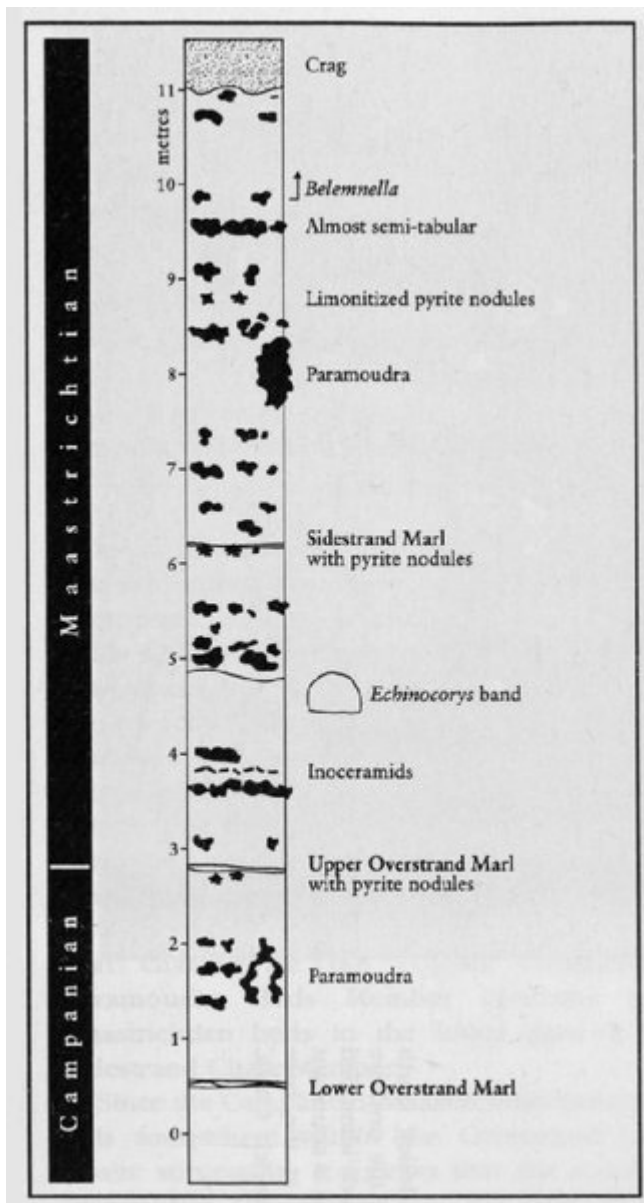 Crag
11
metres
10
Belemnella
Almost semi-tabular
9
Limonitized pyrite nodules
8
Paramoudra
7
Sidestrand Marl
with pyrite nodules
6
5
Echinocorys band
4
Inoceramids
3
Upper Overstrand Marl
with pyrite nodules
2
Paramoudra
1
Lower Overstrand Marl
0
Maastrichtian
Campanian